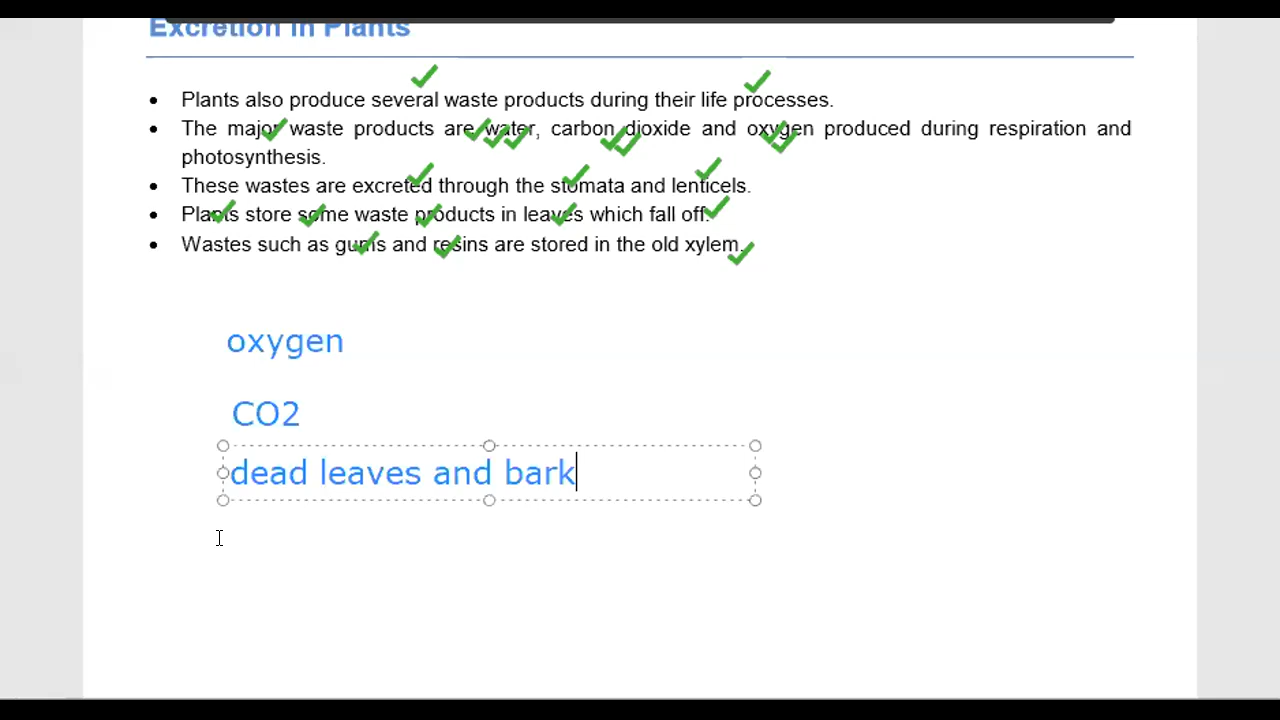 Excretion in Plants
• Plants also produce several waste products during their life processes.
• The major waste products are water, carbon dioxide and oxygen produced during respiration and
photosynthesis.
• These wastes are excreted through the stomata and lenticels.
• Plants store some waste products in leaves which fall off.
• Wastes such as gums and resins are stored in the old xylem.
oxygen
CO2
dead leaves and bark